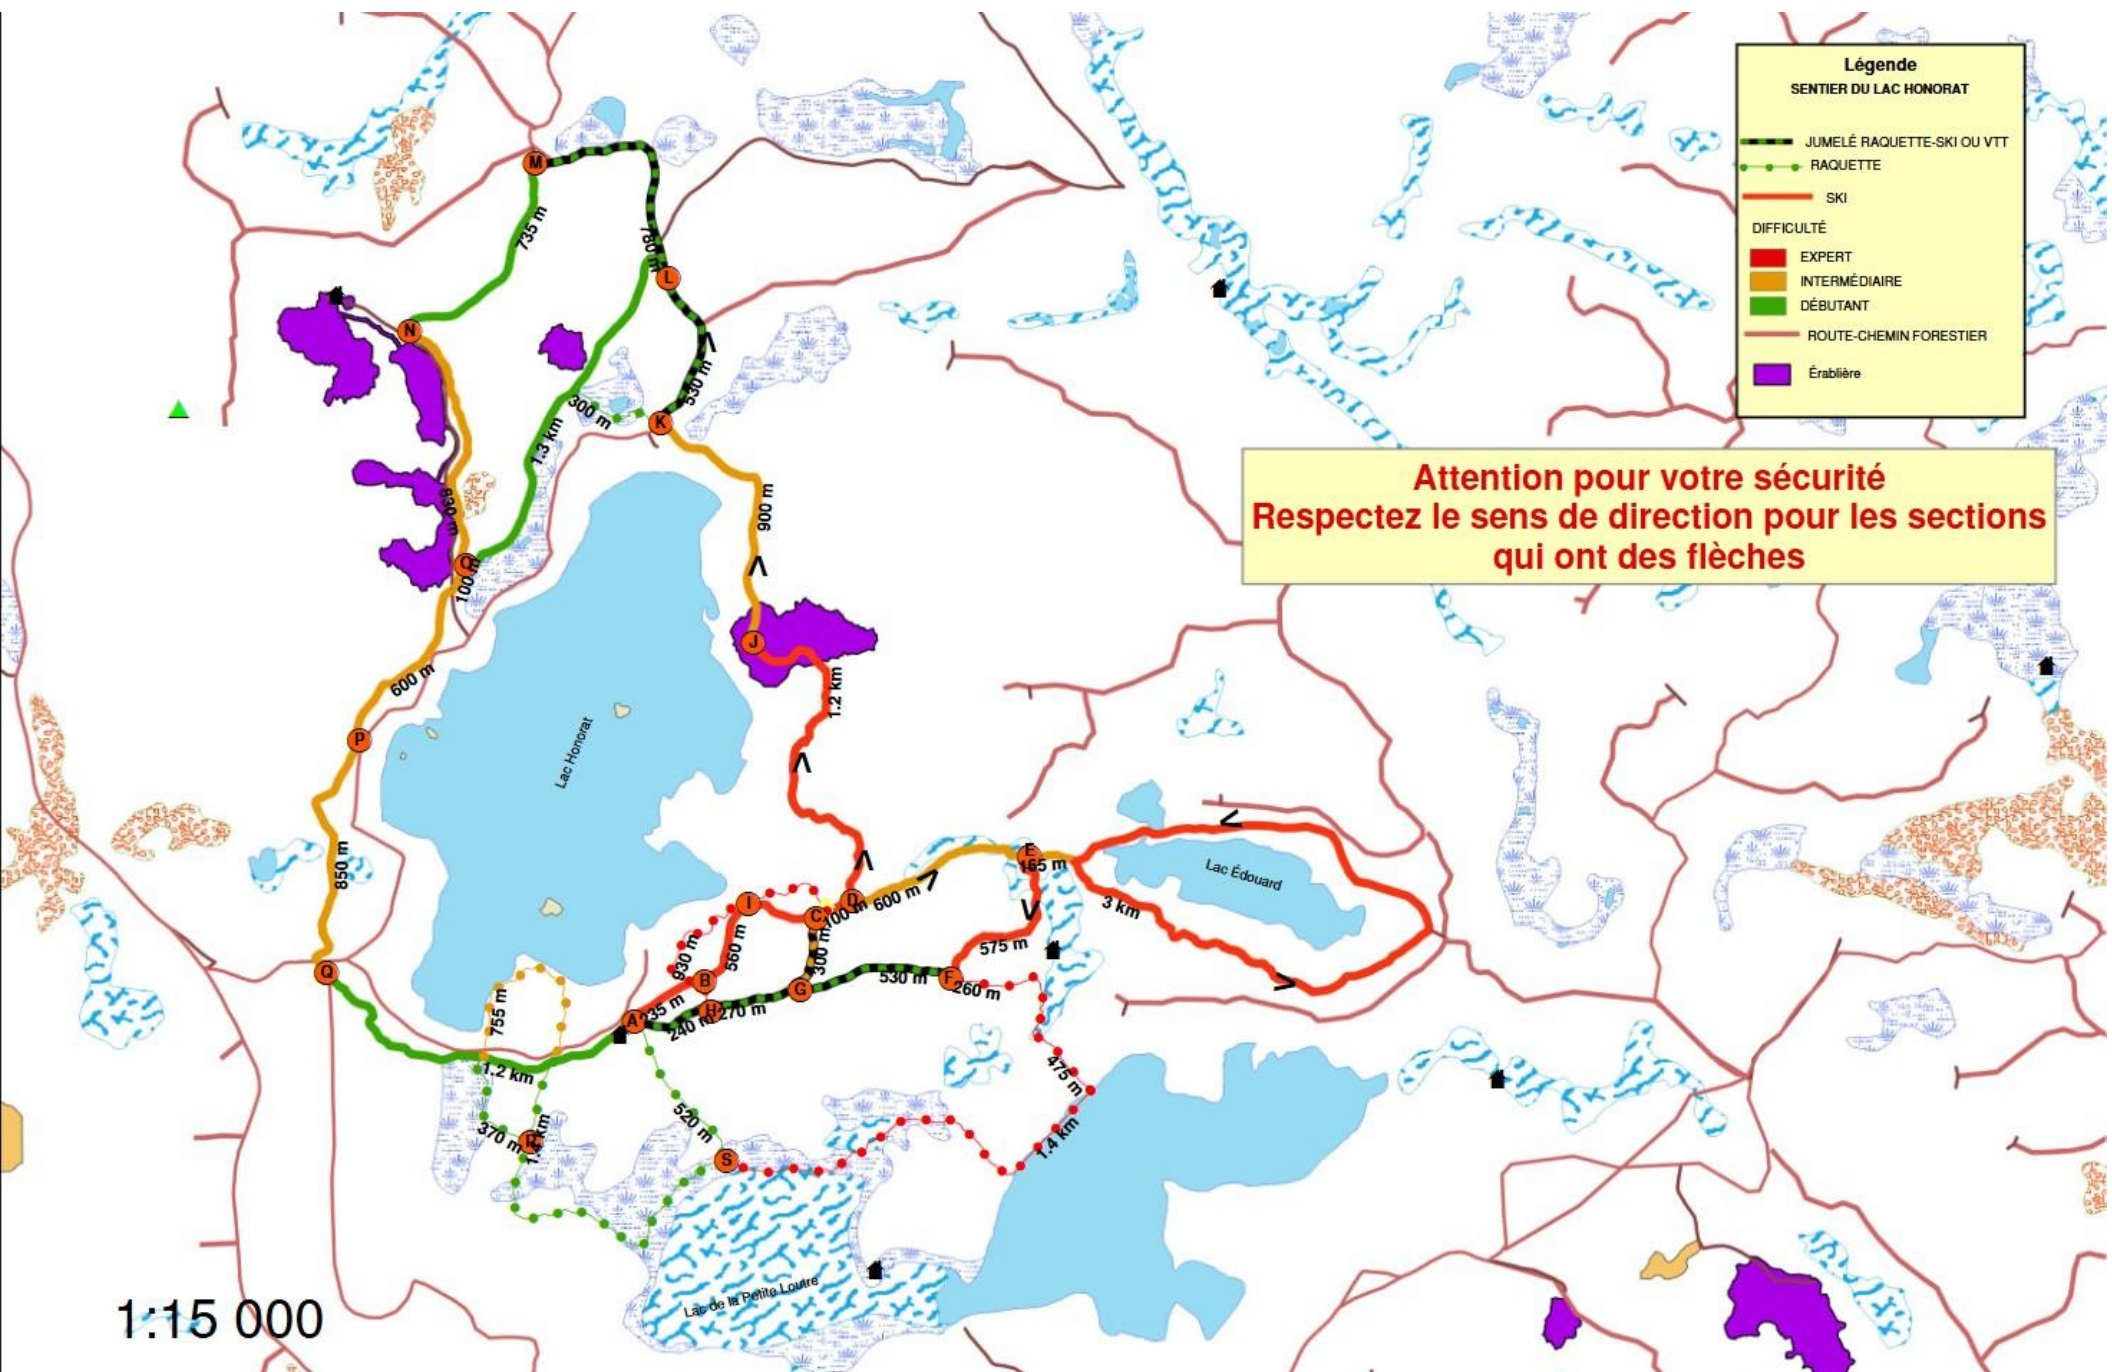 Légende
SENTIER DU LAC HONORAT
JUMELÉ RAQUETTE-SKI OU VTT
RAQUETTE
SKI
DIFFICULTÉ
EXPERT
INTERMÉDIAIRE
DÉBUTANT
ROUTE-CHEMIN FORESTIER
Érablière
Attention pour votre sécurité
Respectez le sens de direction pour les sections
qui ont des flèches
M
735 m
780 m
L
N
530 m
300 m
K
1.3 km
830 m
900 m
O
100 m
J
600 m
1.2 km
P
Lac Honorat
850 m
E
165 m
Lac Édouard
3 km
I
D
600 m
C
100 m
300 m
560 m
930 m
575 m
B
Q
G
530 m
F
260 m
755 m
A
235 m
H
240 m
270 m
1.2 km
475 m
520 m
370 m
R
1.4 km
S
1.4 km
Lac de la Petite Loutre
1:15 000